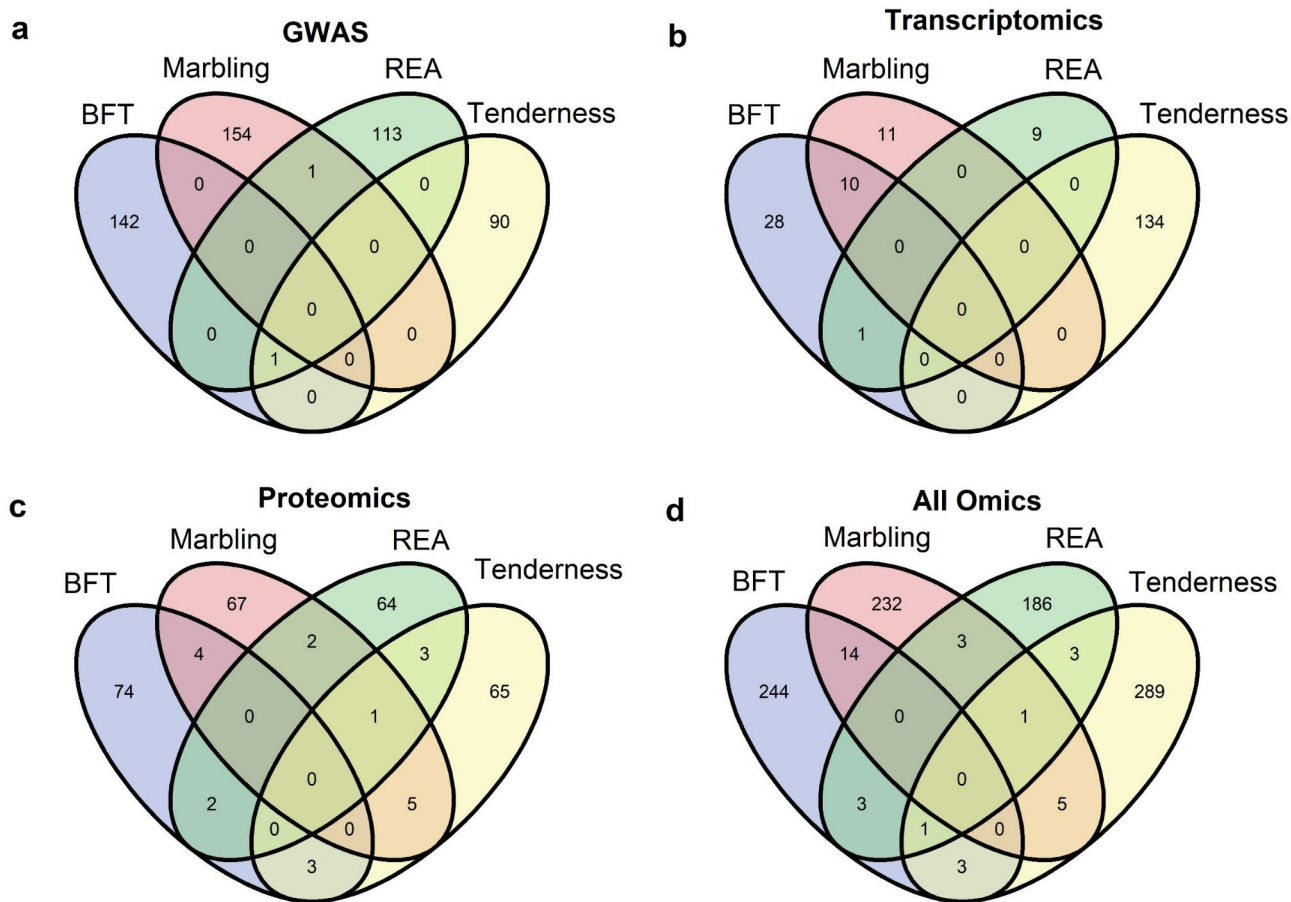 a
GWAS
Marbling
REA
BFT
Tenderness
154
113
0
1
0
142
90
0
0
0
0
0
1
0
0
b
Transcriptomics
Marbling
REA
BFT
Tenderness
11
9
10
0
0
28
134
0
0
0
1
0
0
0
0
c
Proteomics
Marbling
REA
BFT
Tenderness
67
64
4
2
3
74
65
0
1
0
2
5
0
0
3
d
All Omics
Marbling
REA
BFT
Tenderness
232
186
14
3
3
244
289
0
1
0
3
5
1
0
3